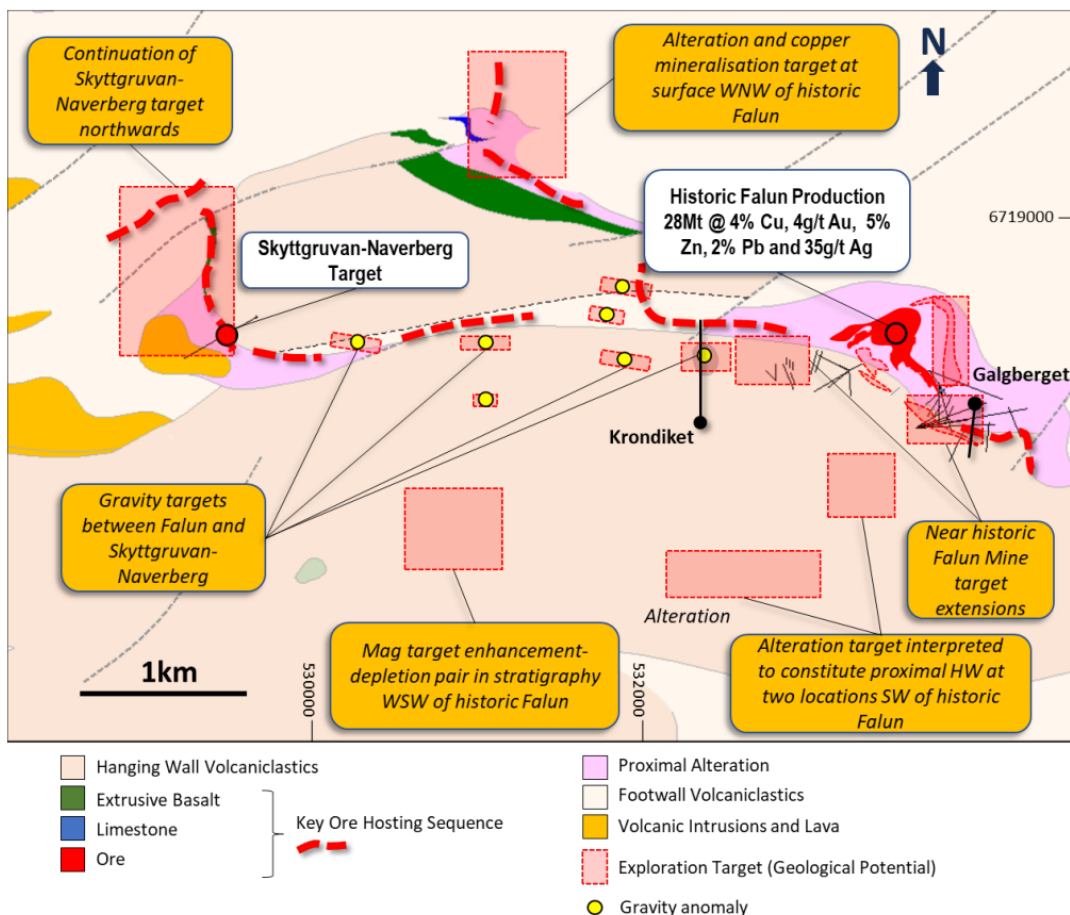 Continuation of
Skyttgruvan-
Naverberg target
northwards
Alteration and copper
mineralisation target at
surface WNW of historic
Falun
N
Historic Falun Production
28Mt @ 4% Cu, 4g/t Au, 5%
Zn, 2% Pb and 35g/t Ag
6719000
Skyttgruvan-Naverberg
Target
Galgberget
Krondiket
Gravity targets
between Falun and
Skyttgruvan-
Naverberg
Near historic
Falun Mine
target
extensions
Alteration
1km
530000
532000
Mag target enhancement-
depletion pair in stratigraphy
WSW of historic Falun
Alteration target interpreted
to constitute proximal HW at
two locations SW of historic
Falun
Hanging Wall Volcaniclastics
Extrusive Basalt
Limestone
Ore
Key Ore Hosting Sequence
Proximal Alteration
Footwall Volcaniclastics
Volcanic Intrusions and Lava
Exploration Target (Geological Potential)
Gravity anomaly